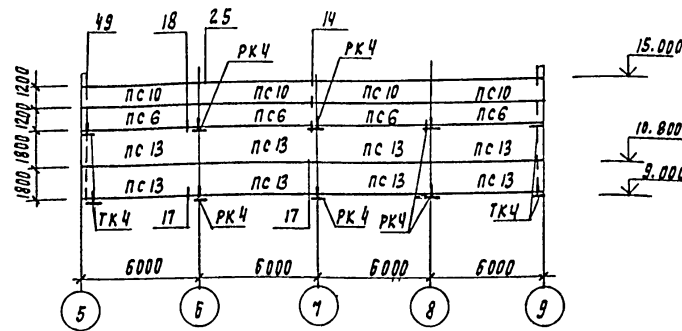 49 18 25 14
РК4 РК4
15.000
1200
ПС10 ПС10 ПС10 ПС10
1200
ПС6 ПС6 ПС6 ПС6
1800
ПС13 ПС13 ПС13 ПС13
10.800
1800
ПС13 ПС13 ПС13 ПС13
9.000
ТК4 17 РК4 17 РК4 РК4 ТК4
6000 6000 6000 6000
5 6 7 8 9